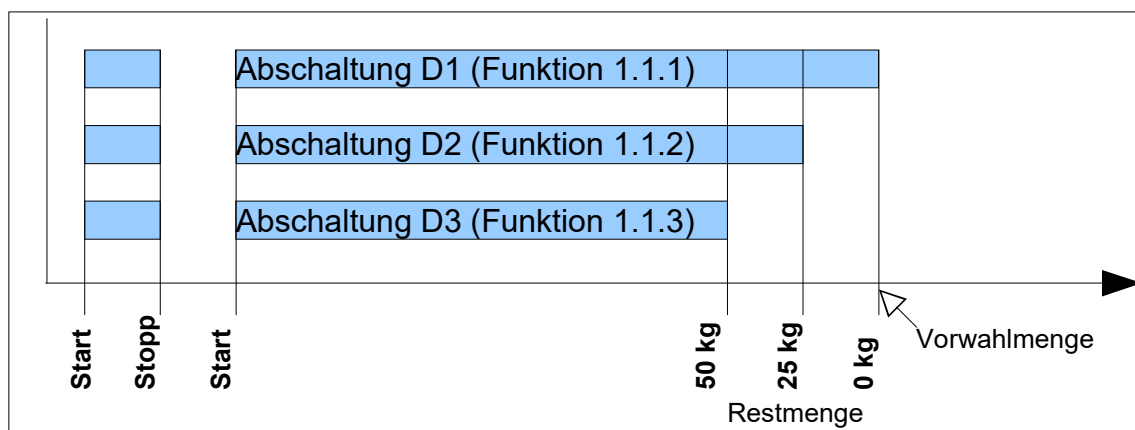 Abschaltung D1 (Funktion 1.1.1)
Abschaltung D2 (Funktion 1.1.2)
Abschaltung D3 (Funktion 1.1.3)
Start
Stopp
Start
50 kg
25 kg
0 kg
Vorwahlmenge
Restmenge